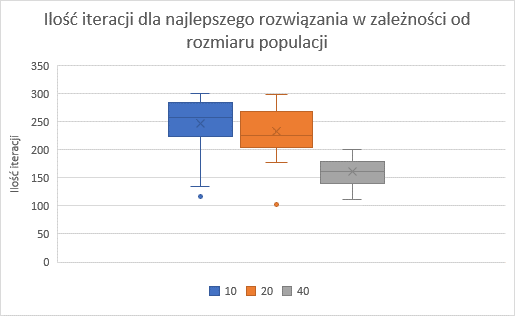 Ilość iteracji dla najlepszego rozwiązania w zależności od
rozmiaru populacji
350
300
250
200
150
100
50
0
Ilość iteracji
10 20 40